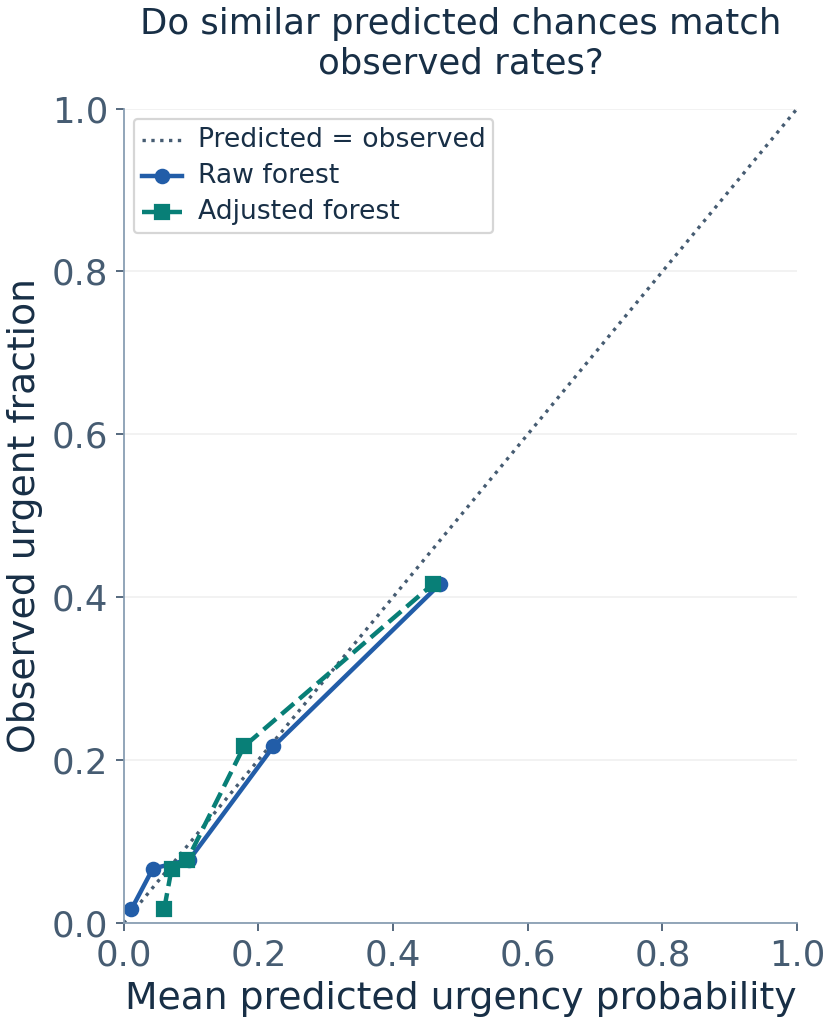 Do similar predicted chances match
observed rates?
Predicted = observed
Raw forest
Adjusted forest
Observed urgent fraction
1.0
0.8
0.6
0.4
0.2
0.0
0.0 0.2 0.4 0.6 0.8 1.0
Mean predicted urgency probability